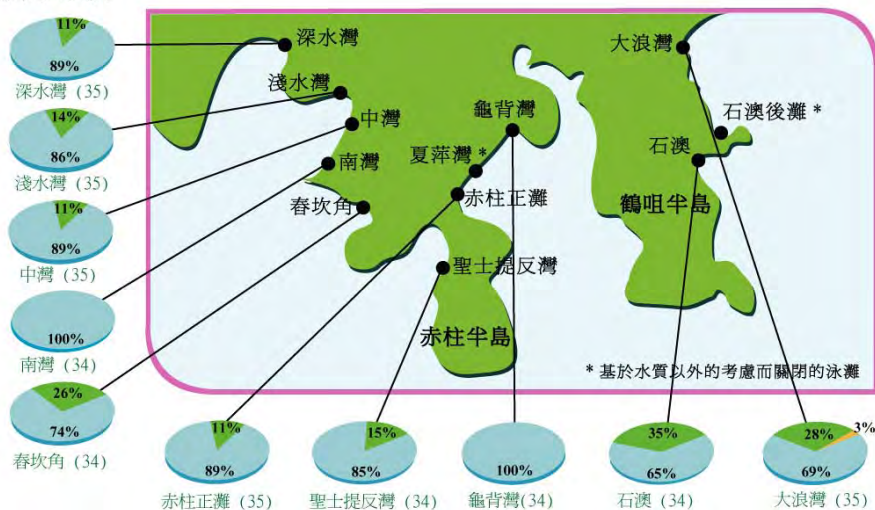 11%
89%
深水灣 (35)
14%
86%
淺水灣 (35)
11%
89%
中灣 (35)
100%
南灣 (34)
26%
74%
舂坎角 (34)
深水灣
淺水灣
中灣
南灣
舂坎角
龜背灣
夏萍灣 *
赤柱正灘
聖士提反灣
赤柱半島
大浪灣
石澳後灘 *
石澳
鶴咀半島
* 基於水質以外的考慮而關閉的泳灘
11%
89%
赤柱正灘 (35)
15%
85%
聖士提反灣 (34)
100%
龜背灣(34)
35%
65%
石澳 (34)
28%
3%
69%
大浪灣 (35)